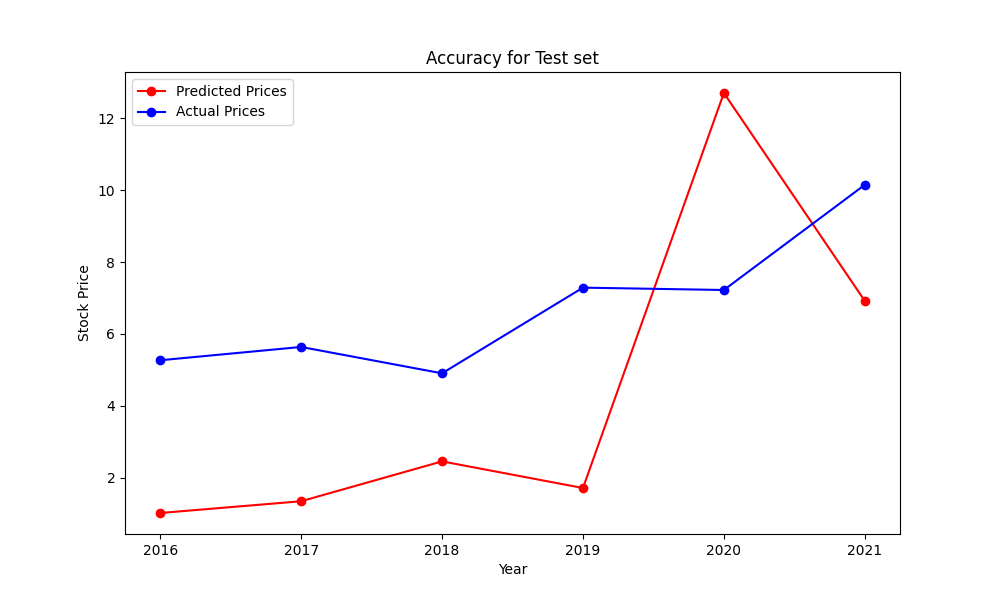 Accuracy for Test set
Predicted Prices
Actual Prices
12
10
8
6
4
2
Stock Price
2016 2017 2018 2019 2020 2021
Year